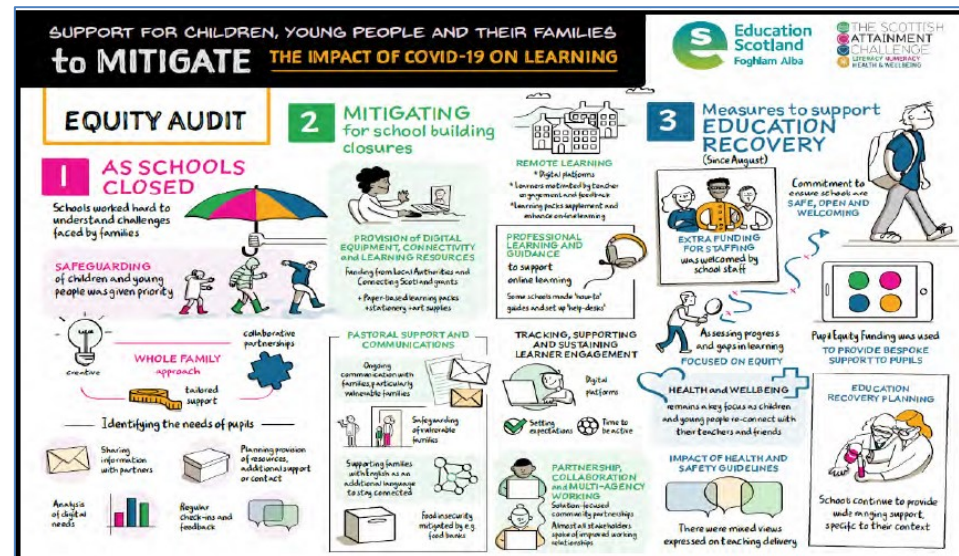 SUPPORT FOR CHILDREN, YOUNG PEOPLE AND THEIR FAMILIES
to MITIGATE THE IMPACT OF COVID-19 ON LEARNING
Education
Scotland
Foghlam Alba
THE SCOTTISH
ATTAINMENT
CHALLENGE
LITERACY NUMERACY
HEALTH & WELLBEING
EQUITY AUDIT
1 AS SCHOOLS
CLOSED
Schools worked hard to
understand challenges
faced by families
SAFEGUARDING
of children and young
people was given priority
creative
collaborative
partnerships
WHOLE FAMILY
approach
tailored
support
Identifying the needs of pupils
Sharing
information
with partners
Planning provision
of resources,
additional support
or contact
Analysis
of digital
needs
Regular
check-ins and
feedback
2 MITIGATING
for school building
closures
PROVISION of DIGITAL
EQUIPMENT, CONNECTIVITY
and LEARNING RESOURCES
Funding from Local Authorities and
Connecting Scotland grants
+ Paper-based learning packs
+ stationery + art supplies
REMOTE LEARNING
* Digital platforms
* Learners motivated by teacher
engagement and feedback
* Learning packs supplement and
enhance online learning
PROFESSIONAL
LEARNING AND
GUIDANCE
to support
online learning
Some schools made 'how-to'
guides and set up 'help-desks'
PASTORAL SUPPORT AND
COMMUNICATIONS
Ongoing
communication with
families, particularly
vulnerable families
Safeguarding
of vulnerable
families
Supporting families
with English as an
additional language
to stay connected
Food insecurity
mitigated by e.g.
food banks
TRACKING, SUPPORTING
AND SUSTAINING
LEARNER ENGAGEMENT
Digital
platforms
Setting
expectations
Time to
be active
PARTNERSHIP,
COLLABORATION
and MULTI-AGENCY
WORKING
Solution-focused
community partnerships
Almost all stakeholders
spoke of improved working
relationships
3 Measures to support
EDUCATION
RECOVERY
(Since August)
EXTRA FUNDING
FOR STAFFING
was welcomed by
school staff
Commitment to
ensure schools are
SAFE, OPEN AND
WELCOMING
Assessing progress
and gaps in learning
FOCUSED ON EQUITY
Pupil Equity Funding was used
TO PROVIDE BESPOKE
SUPPORT TO PUPILS
HEALTH and WELLBEING
remains a key focus as children
and young people re-connect with
their teachers and friends
IMPACT OF HEALTH AND
SAFETY GUIDELINES
There were mixed views
expressed on teaching delivery
EDUCATION
RECOVERY PLANNING
Schools continue to provide
wide ranging support,
specific to their context